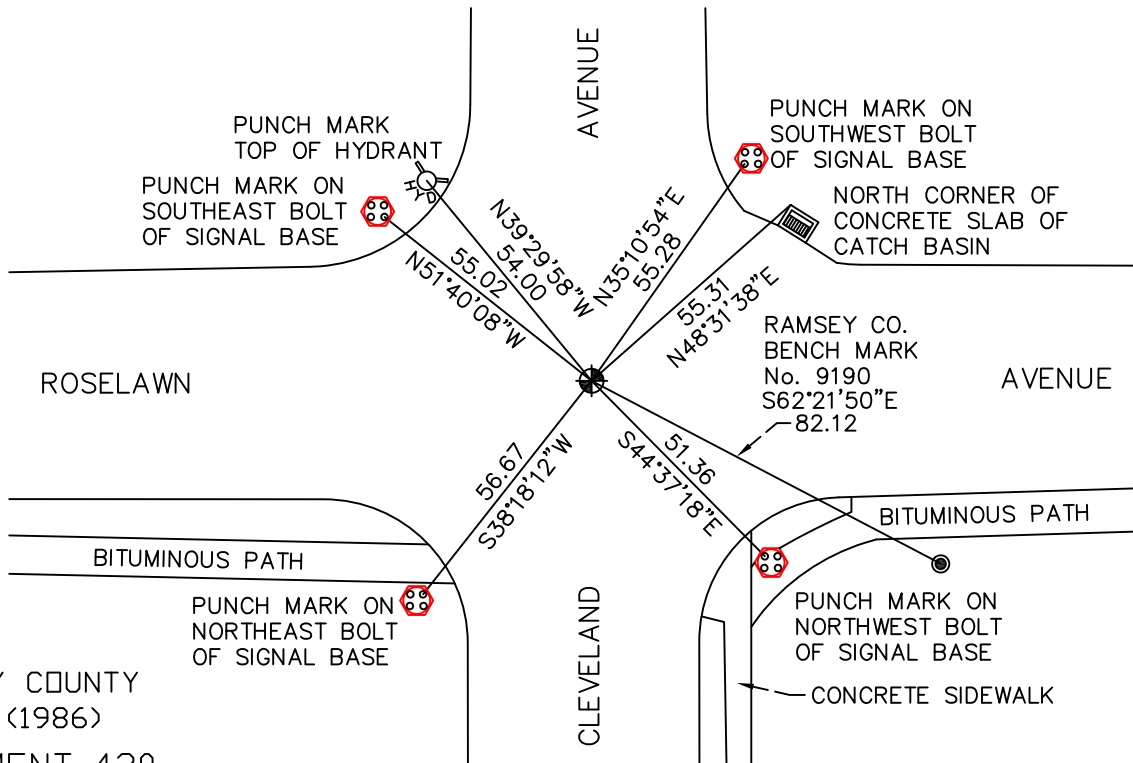 AVENUE
PUNCH MARK
TOP OF HYDRANT
HYD
PUNCH MARK ON
SOUTHEAST BOLT
OF SIGNAL BASE
PUNCH MARK ON
SOUTHWEST BOLT
OF SIGNAL BASE
NORTH CORNER OF
CONCRETE SLAB OF
CATCH BASIN
N39°29'58"W
54.00
55.02
N51°40'08"W
N35°10'54"E
55.28
55.31
N48°31'38"E
RAMSEY CO.
BENCH MARK
No. 9190
S62°21'50"E
82.12
ROSELAWN
AVENUE
56.67
S38°18'12"W
51.36
S44°37'18"E
BITUMINOUS PATH
BITUMINOUS PATH
PUNCH MARK ON
NORTHEAST BOLT
OF SIGNAL BASE
PUNCH MARK ON
NORTHWEST BOLT
OF SIGNAL BASE
CLEVELAND
CONCRETE SIDEWALK
Y COUNTY
(1986)